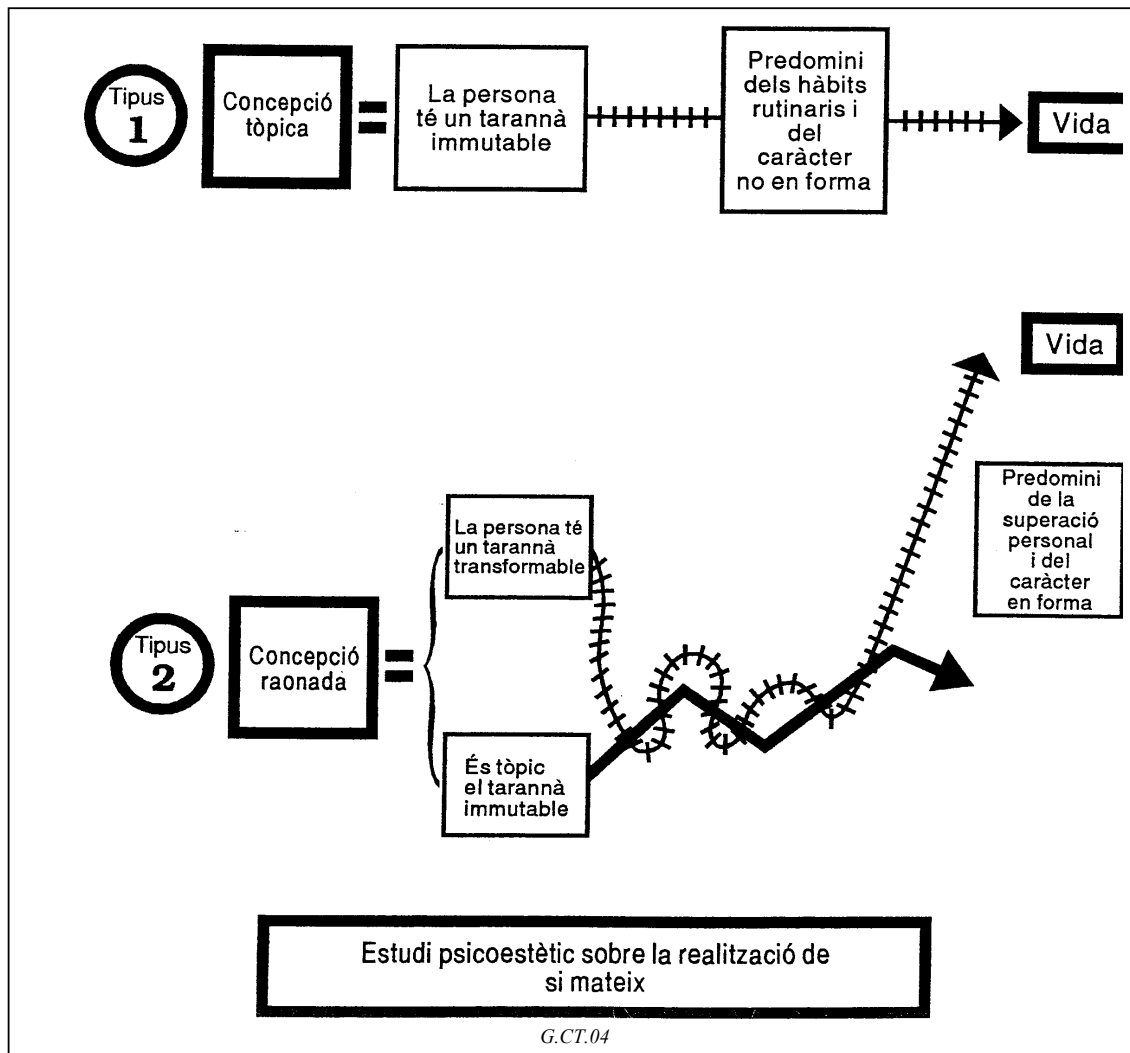 Tipus
1
Concepció
tòpica
La persona
té un tarannà
immutable
Predomini
dels hàbits
rutinaris i
del
caràcter
no en forma
Vida
Vida
Predomini
de la
superació
personal
i del
caràcter
en forma
La persona té
un tarannà
transformable
Tipus
2
Concepció
raonada
És tòpic
el tarannà
immutable
Estudi psicoestètic sobre la realització de
si mateix
G.CT.04